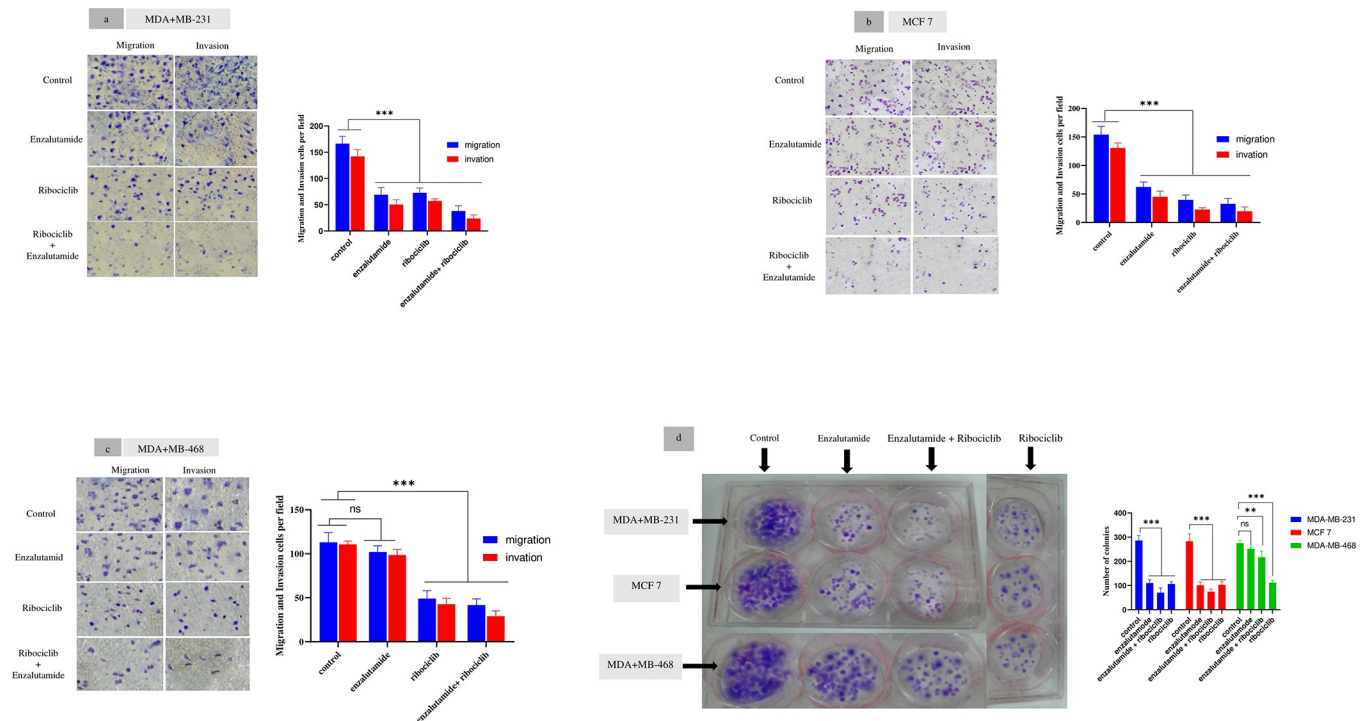 a MDA+MB-231
Migration Invasion
Control
Enzalutamide
Ribociclib
Ribociclib
+
Enzalutamide
Migration and Invasion cells per field
200
150
100
50
0
***
migration
invation
control
enzalutamide
ribociclib
enzalutamide+ ribociclib
b MCF 7
Migration Invasion
Control
Enzalutamide
Ribociclib
Ribociclib
+
Enzalutamide
Migration and Invasion cells per field
200
150
100
50
0
***
migration
invation
control
enzalutamide
ribociclib
enzalutamide+ ribociclib
c MDA+MB-468
Migration Invasion
Control
Enzalutamid
Ribociclib
Ribociclib
+
Enzalutamide
Migration and Invasion cells per field
150
100
50
0
***
ns
migration
invation
control
enzalutamide
ribociclib
enzalutamide+ ribociclib
d
Control Enzalutamide Enzalutamide + Ribociclib Ribociclib
MDA+MB-231
MCF 7
MDA+MB-468
Number of colonies
400
300
200
100
0
***
***
***
**
ns
MDA-MB-231
MCF 7
MDA-MB-468
control
enzalutamode
enzalutamide + ribociclib
ribociclib
control
enzalutamode
enzalutamide + ribociclib
ribociclib
control
enzalutamode
enzalutamide + ribociclib
ribociclib